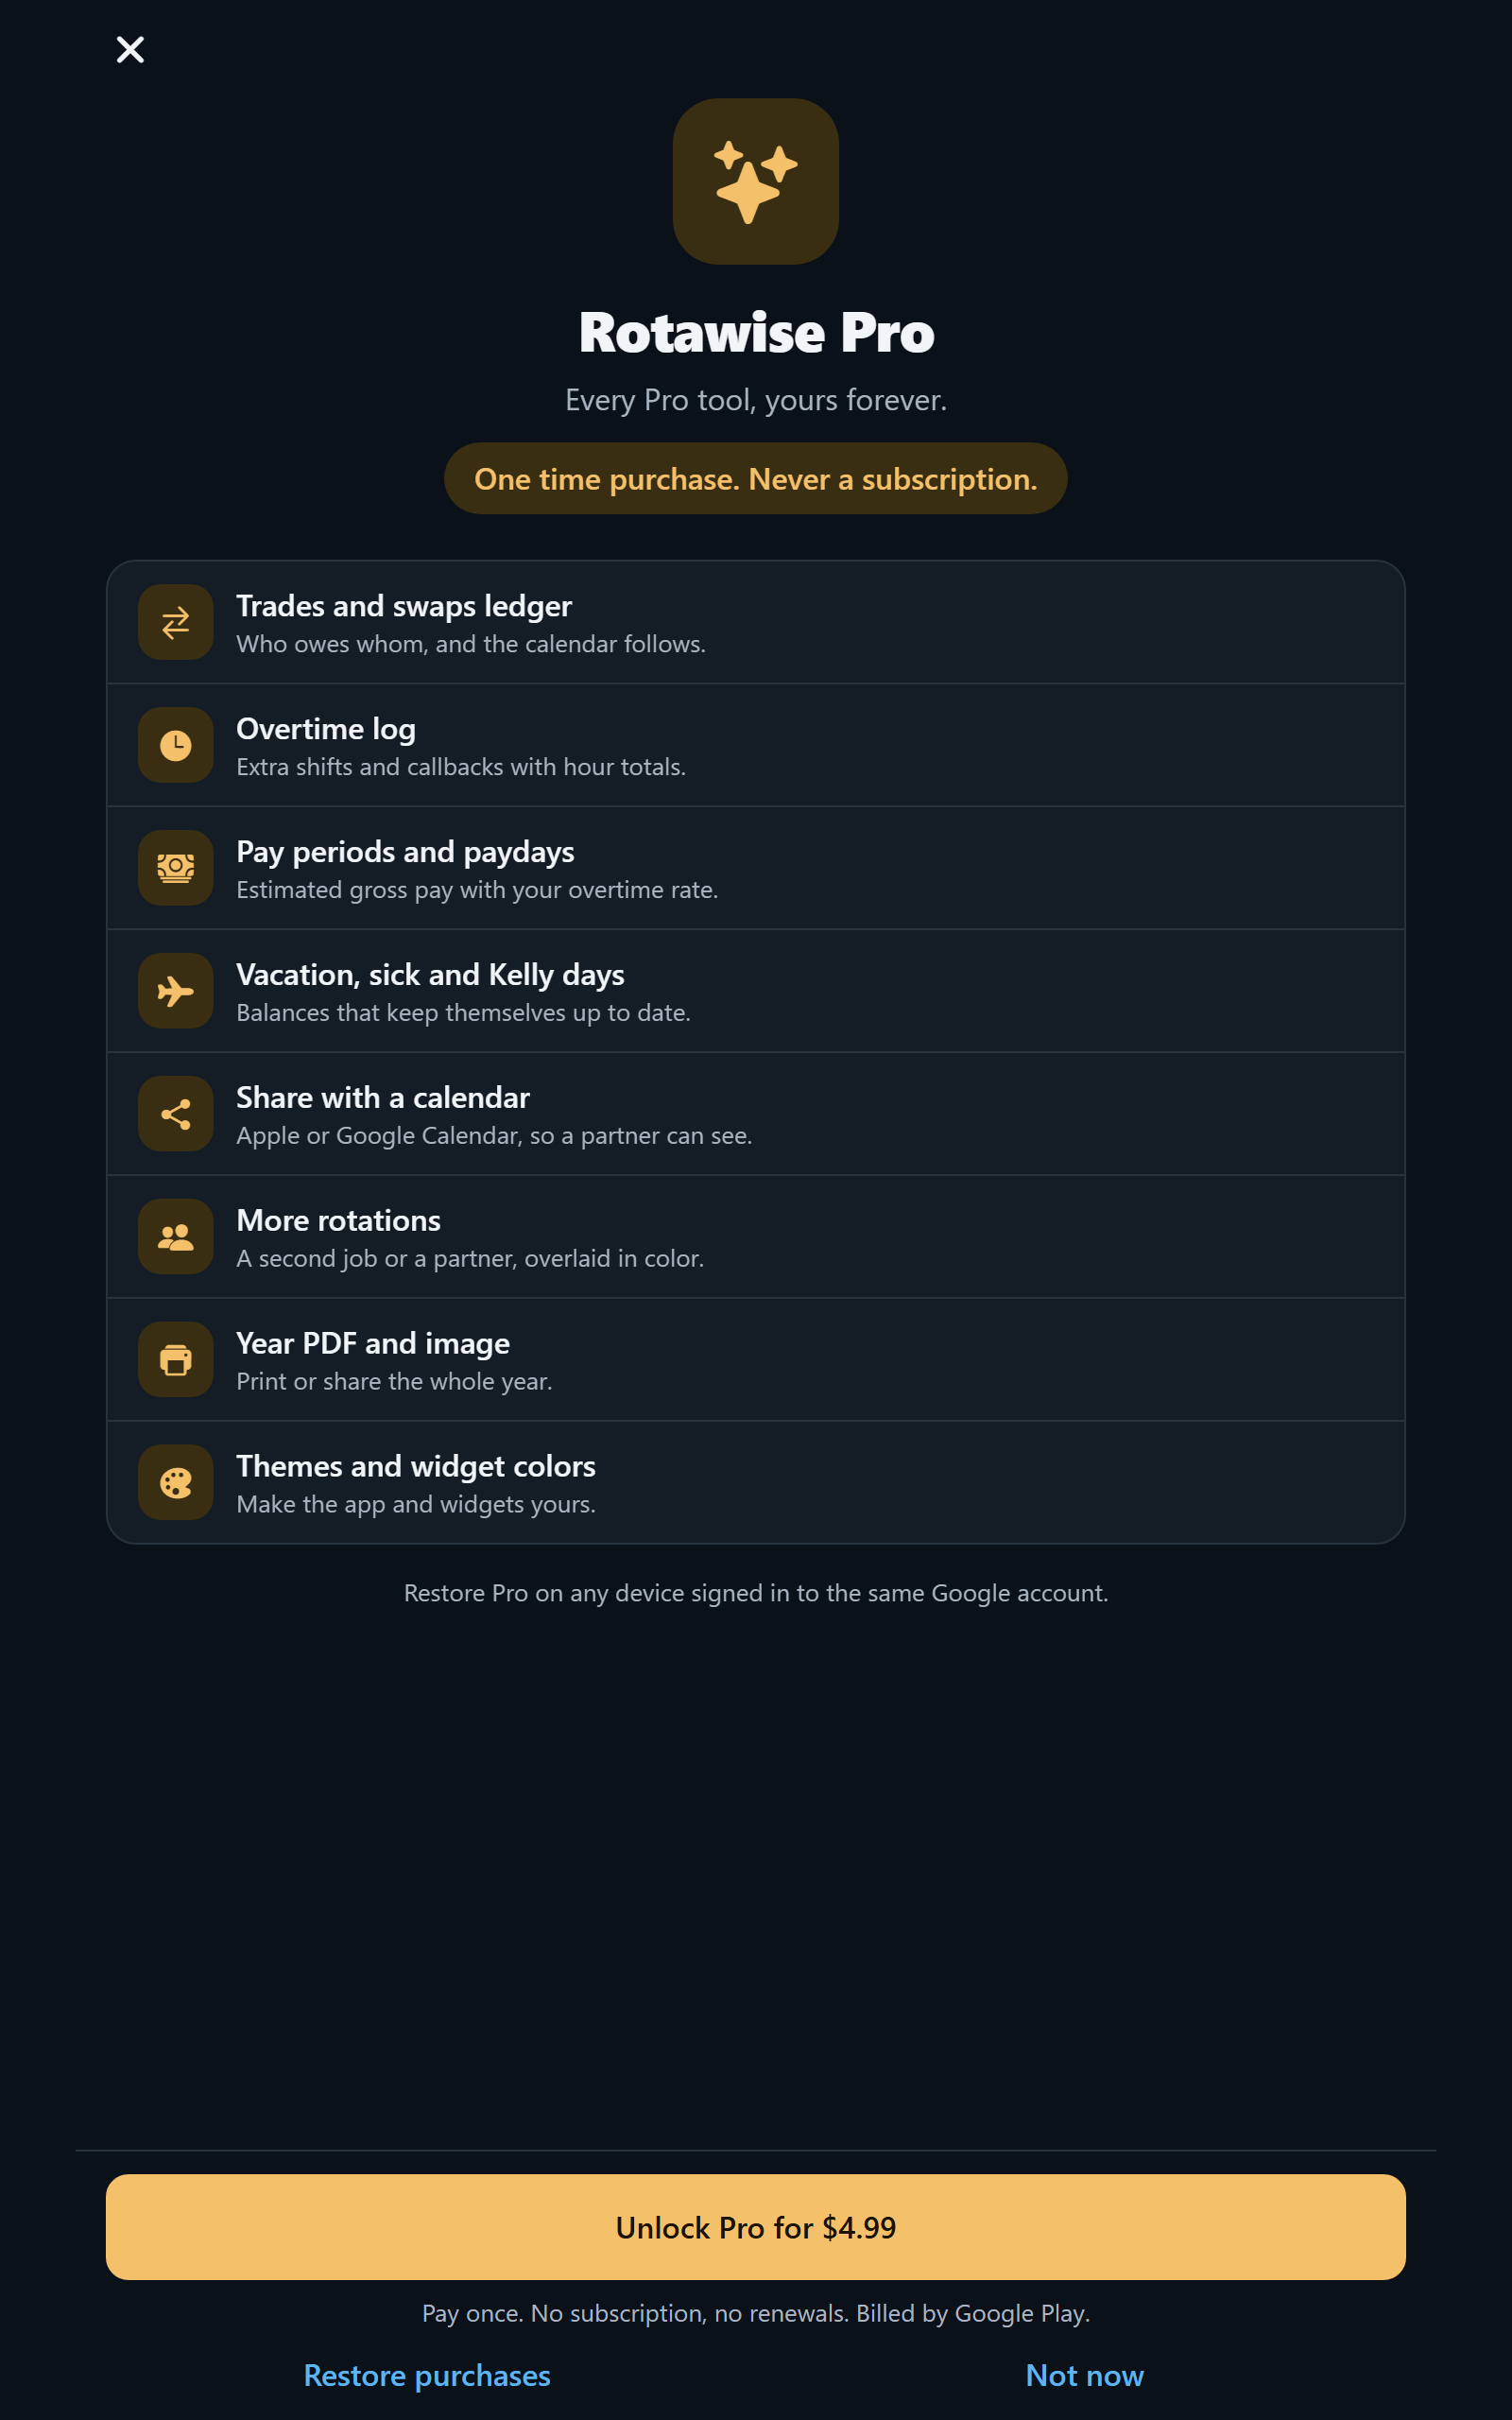 Rotawise Pro
Every Pro tool, yours forever.
One time purchase. Never a subscription.
Trades and swaps ledger
Who owes whom, and the calendar follows.
Overtime log
Extra shifts and callbacks with hour totals.
Pay periods and paydays
Estimated gross pay with your overtime rate.
Vacation, sick and Kelly days
Balances that keep themselves up to date.
Share with a calendar
Apple or Google Calendar, so a partner can see.
More rotations
A second job or a partner, overlaid in color.
Year PDF and image
Print or share the whole year.
Themes and widget colors
Make the app and widgets yours.
Restore Pro on any device signed in to the same Google account.
Unlock Pro for $4.99
Pay once. No subscription, no renewals. Billed by Google Play.
Restore purchases
Not now